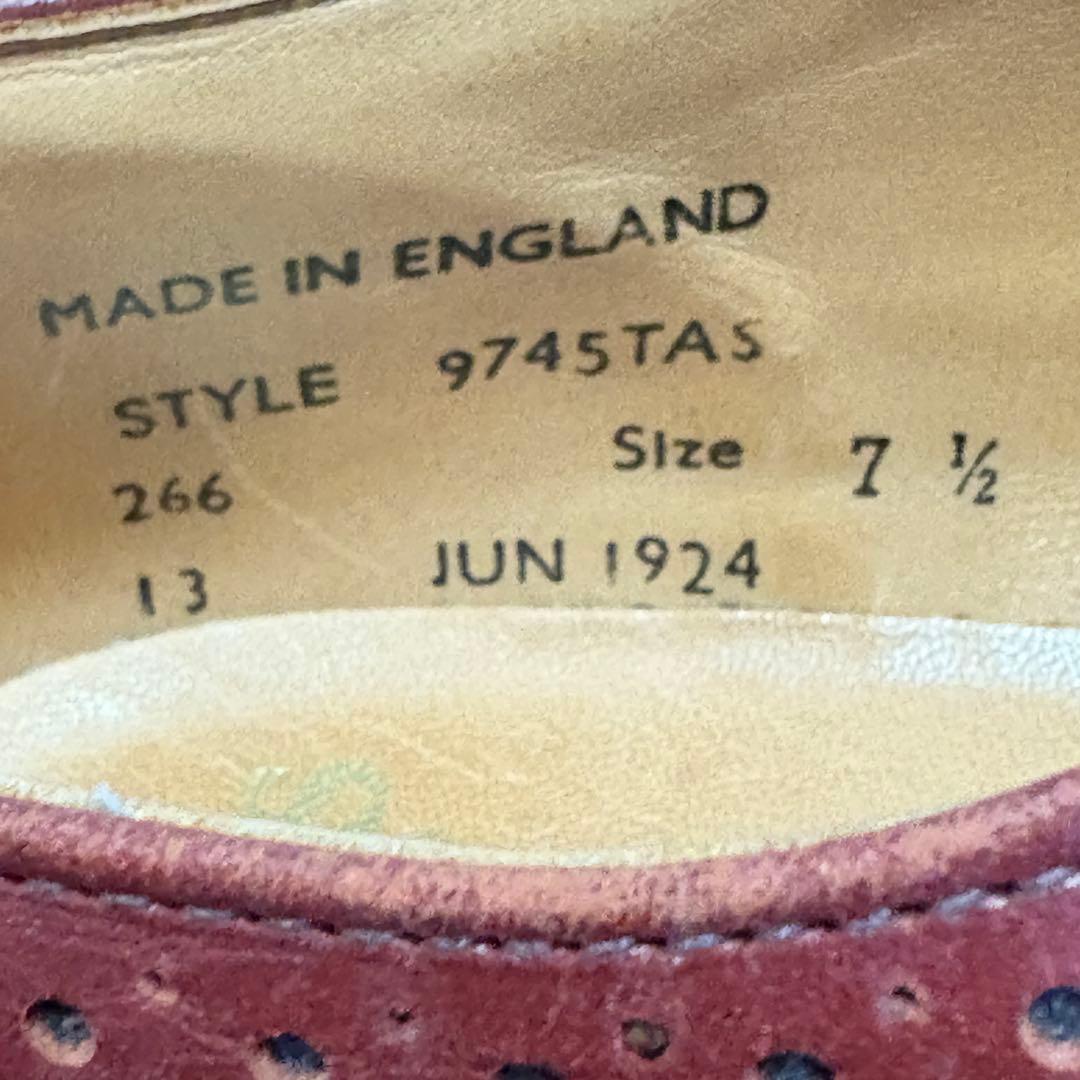 MADE IN ENGLAND
STYLE 9745TAS
266 Size 7 ½
13 JUN 1924